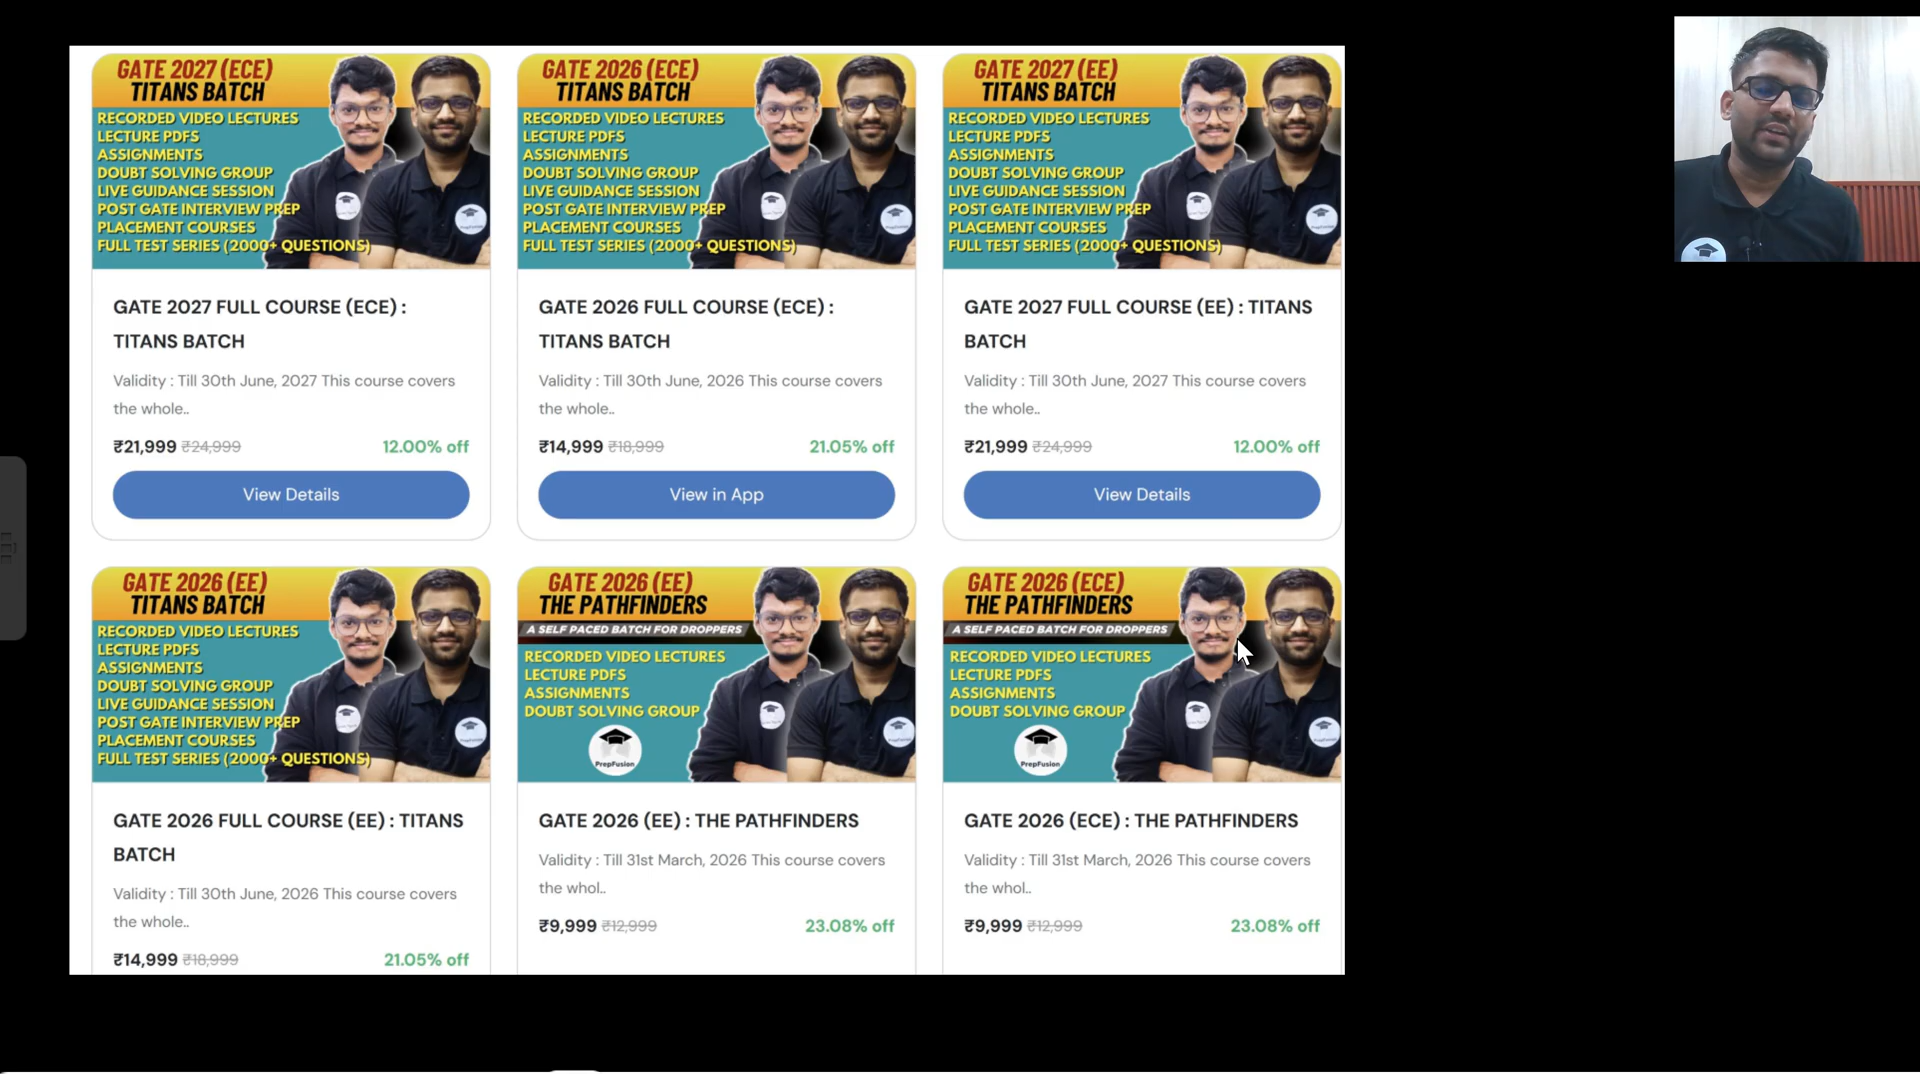 GATE 2027 (ECE)
TITANS BATCH
RECORDED VIDEO LECTURES
LECTURE PDFS
ASSIGNMENTS
DOUBT SOLVING GROUP
LIVE GUIDANCE SESSION
POST GATE INTERVIEW PREP
PLACEMENT COURSES
FULL TEST SERIES (2000+ QUESTIONS)
GATE 2027 FULL COURSE (ECE) :
TITANS BATCH
Validity : Till 30th June, 2027 This course covers
the whole..
₹21,999 ₹24,999 12.00% off
View Details
GATE 2026 (ECE)
TITANS BATCH
RECORDED VIDEO LECTURES
LECTURE PDFS
ASSIGNMENTS
DOUBT SOLVING GROUP
LIVE GUIDANCE SESSION
POST GATE INTERVIEW PREP
PLACEMENT COURSES
FULL TEST SERIES (2000+ QUESTIONS)
GATE 2026 FULL COURSE (ECE) :
TITANS BATCH
Validity : Till 30th June, 2026 This course covers
the whole..
₹14,999 ₹18,999 21.05% off
View in App
GATE 2027 (EE)
TITANS BATCH
RECORDED VIDEO LECTURES
LECTURE PDFS
ASSIGNMENTS
DOUBT SOLVING GROUP
LIVE GUIDANCE SESSION
POST GATE INTERVIEW PREP
PLACEMENT COURSES
FULL TEST SERIES (2000+ QUESTIONS)
GATE 2027 FULL COURSE (EE) : TITANS
BATCH
Validity : Till 30th June, 2027 This course covers
the whole..
₹21,999 ₹24,999 12.00% off
View Details
GATE 2026 (EE)
TITANS BATCH
RECORDED VIDEO LECTURES
LECTURE PDFS
ASSIGNMENTS
DOUBT SOLVING GROUP
LIVE GUIDANCE SESSION
POST GATE INTERVIEW PREP
PLACEMENT COURSES
FULL TEST SERIES (2000+ QUESTIONS)
GATE 2026 FULL COURSE (EE) : TITANS
BATCH
Validity : Till 30th June, 2026 This course covers
the whole..
₹14,999 ₹18,999 21.05% off
GATE 2026 (EE)
THE PATHFINDERS
A SELF PACED BATCH FOR DROPPERS
RECORDED VIDEO LECTURES
LECTURE PDFS
ASSIGNMENTS
DOUBT SOLVING GROUP
PrepFusion
GATE 2026 (EE) : THE PATHFINDERS
Validity : Till 31st March, 2026 This course covers
the whol..
₹9,999 ₹12,999 23.08% off
GATE 2026 (ECE)
THE PATHFINDERS
A SELF PACED BATCH FOR DROPPERS
RECORDED VIDEO LECTURES
LECTURE PDFS
ASSIGNMENTS
DOUBT SOLVING GROUP
PrepFusion
GATE 2026 (ECE) : THE PATHFINDERS
Validity : Till 31st March, 2026 This course covers
the whol..
₹9,999 ₹12,999 23.08% off